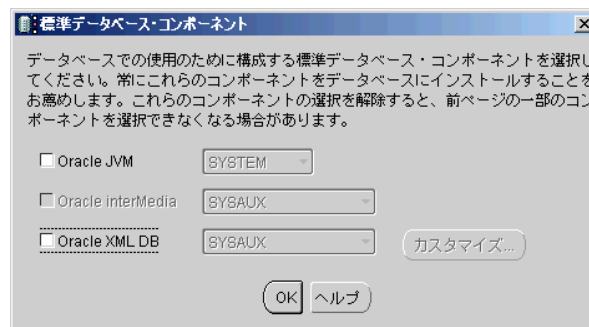 標準データベース・コンポーネント
データベースでの使用のために構成する標準データベース・コンポーネントを選択し
てください。常にこれらのコンポーネントをデータベースにインストールすることを
お薦めします。これらのコンポーネントの選択を解除すると、前ページの一部のコン
ポーネントを選択できなくなる場合があります。
Oracle JVM SYSTEM
Oracle interMedia SYSAUX
Oracle XML DB SYSAUX カスタマイズ...
OK ヘルプ